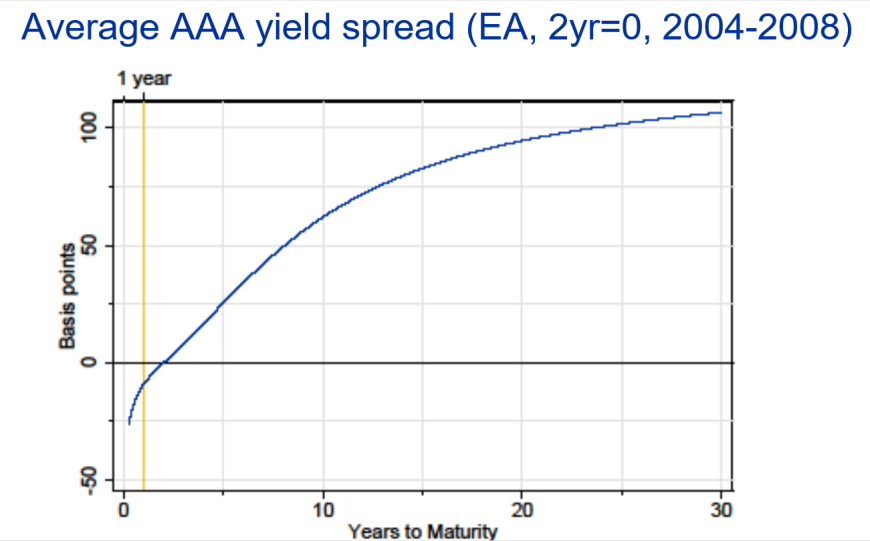 Average AAA yield spread (EA, 2yr=0, 2004-2008)
1 year
100
50
0
-50
Basis points
0 10 20 30
Years to Maturity